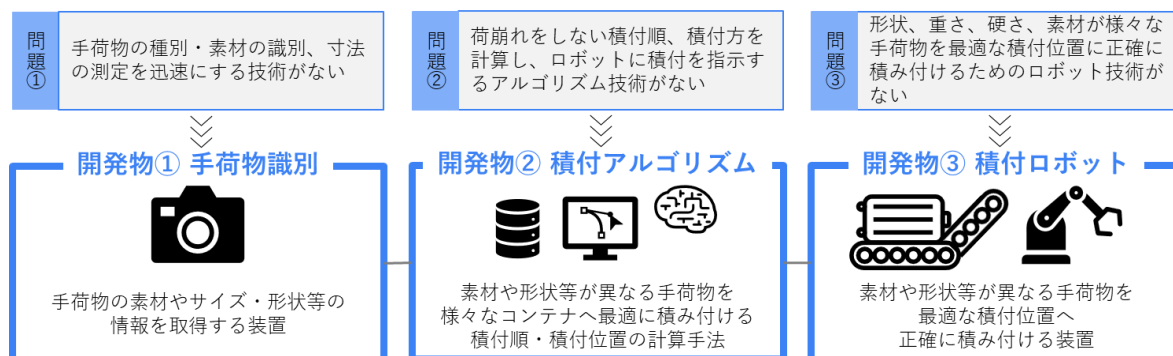 問題①
手荷物の種別・素材の識別、寸法
の測定を迅速にする技術がない
問題②
荷崩れをしない積付順、積付方を
計算し、ロボットに積付を指示す
るアルゴリズム技術がない
問題③
形状、重さ、硬さ、素材が様々な
手荷物を最適な積付位置に正確に
積み付けるためのロボット技術が
ない
開発物① 手荷物識別
手荷物の素材やサイズ・形状等の
情報を取得する装置
開発物② 積付アルゴリズム
素材や形状等が異なる手荷物を
様々なコンテナへ最適に積み付ける
積付順・積付位置の計算手法
開発物③ 積付ロボット
素材や形状等が異なる手荷物を
最適な積付位置へ
正確に積み付ける装置